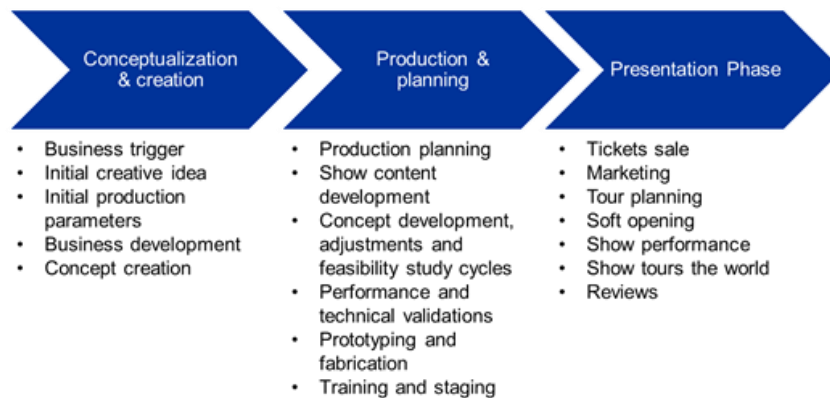 Conceptualization
& creation
• Business trigger
• Initial creative idea
• Initial production
parameters
• Business development
• Concept creation
Production &
planning
• Production planning
• Show content
development
• Concept development,
adjustments and
feasibility study cycles
• Performance and
technical validations
• Prototyping and
fabrication
• Training and staging
Presentation Phase
• Tickets sale
• Marketing
• Tour planning
• Soft opening
• Show performance
• Show tours the world
• Reviews